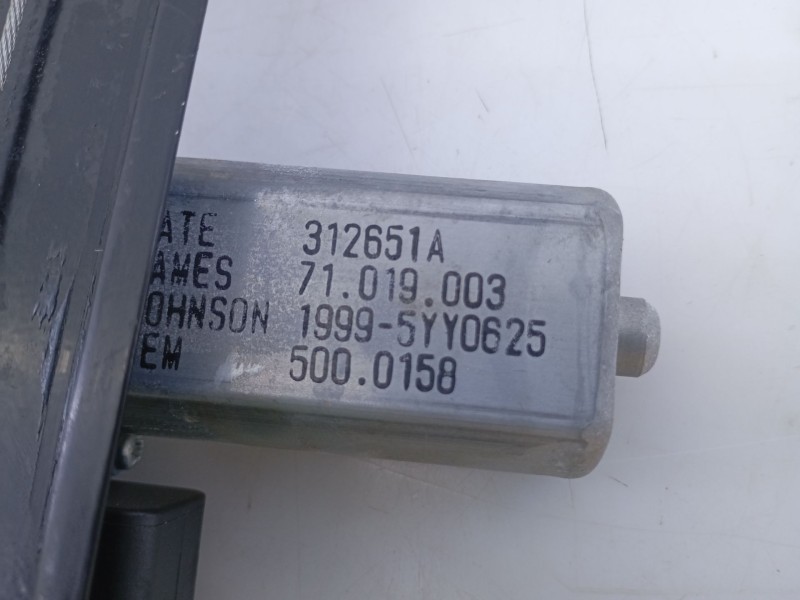 ATE 312651A
AMES 71.019.003
OHNSON 1999-5YY0625
EM 500.0158